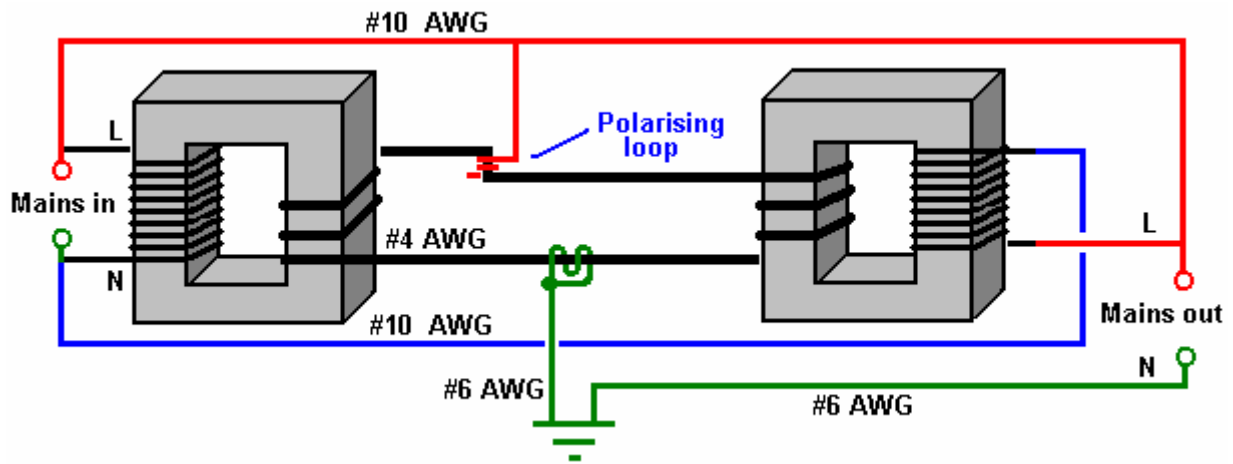 #10 AWG
L
Polarising
loop
Mains in
#4 AWG
L
N
Mains out
#10 AWG
N
#6 AWG
#6 AWG